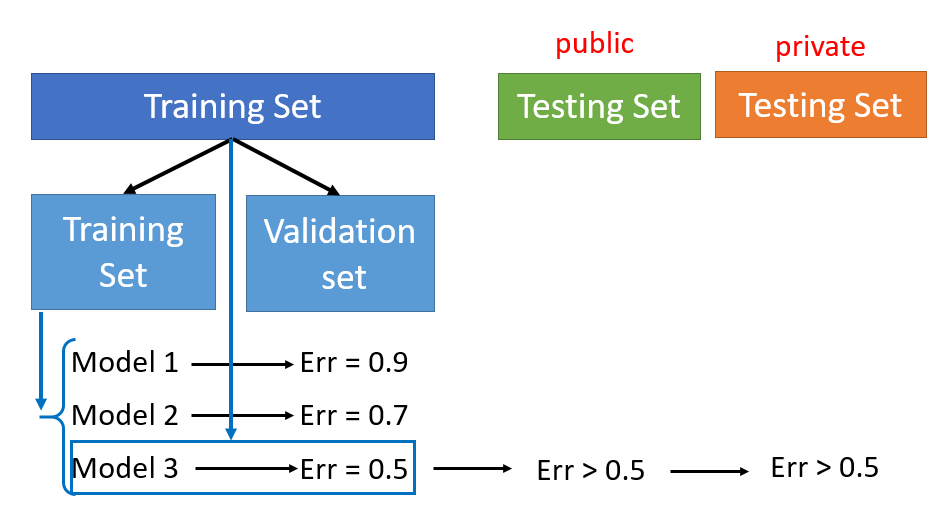 public
private
Training Set
Testing Set
Testing Set
Training
Set
Validation
set
Model 1
Err = 0.9
Model 2
Err = 0.7
Model 3
Err = 0.5
Err > 0.5
Err > 0.5